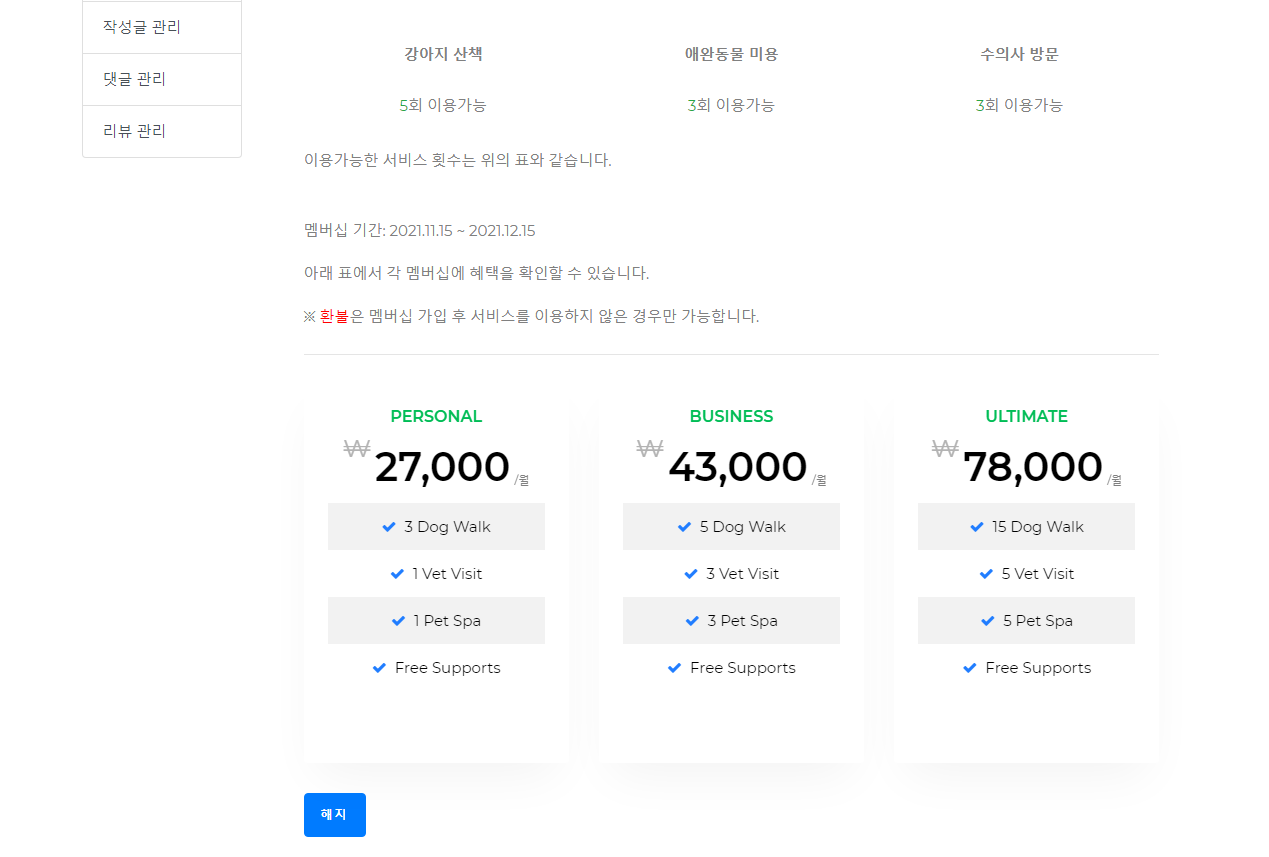 작성글 관리
댓글 관리
리뷰 관리
강아지 산책 애완동물 미용 수의사 방문
5회 이용가능 3회 이용가능 3회 이용가능
이용가능한 서비스 횟수는 위의 표와 같습니다.
멤버십 기간: 2021.11.15 ~ 2021.12.15
아래 표에서 각 멤버십에 혜택을 확인할 수 있습니다.
※ 환불은 멤버십 가입 후 서비스를 이용하지 않은 경우만 가능합니다.
PERSONAL
₩ 27,000 /월
3 Dog Walk
1 Vet Visit
1 Pet Spa
Free Supports
BUSINESS
₩ 43,000 /월
5 Dog Walk
3 Vet Visit
3 Pet Spa
Free Supports
ULTIMATE
₩ 78,000 /월
15 Dog Walk
5 Vet Visit
5 Pet Spa
Free Supports
해지